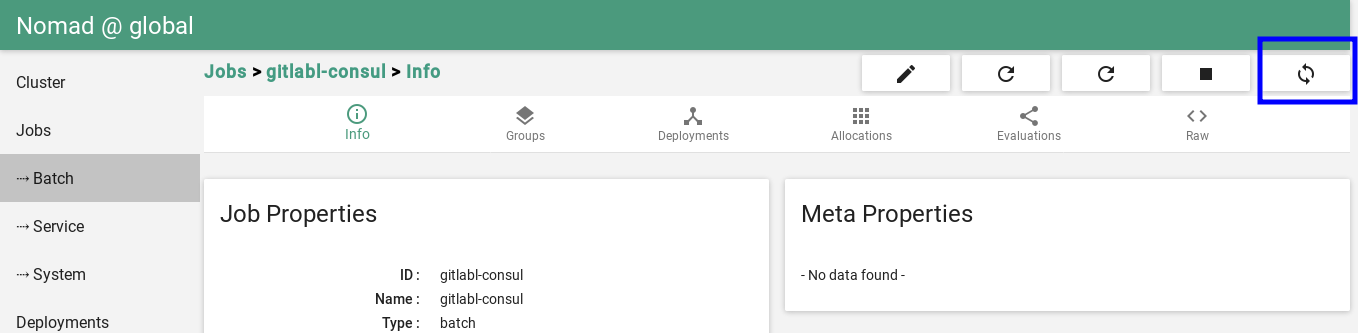 Nomad @ global
Cluster
Jobs
⤑ Batch
⤑ Service
⤑ System
Deployments
Jobs > gitlabl-consul > Info
Info
Groups
Deployments
Allocations
Evaluations
Raw
Job Properties
ID : gitlabl-consul
Name : gitlabl-consul
Type : batch
Meta Properties
- No data found -